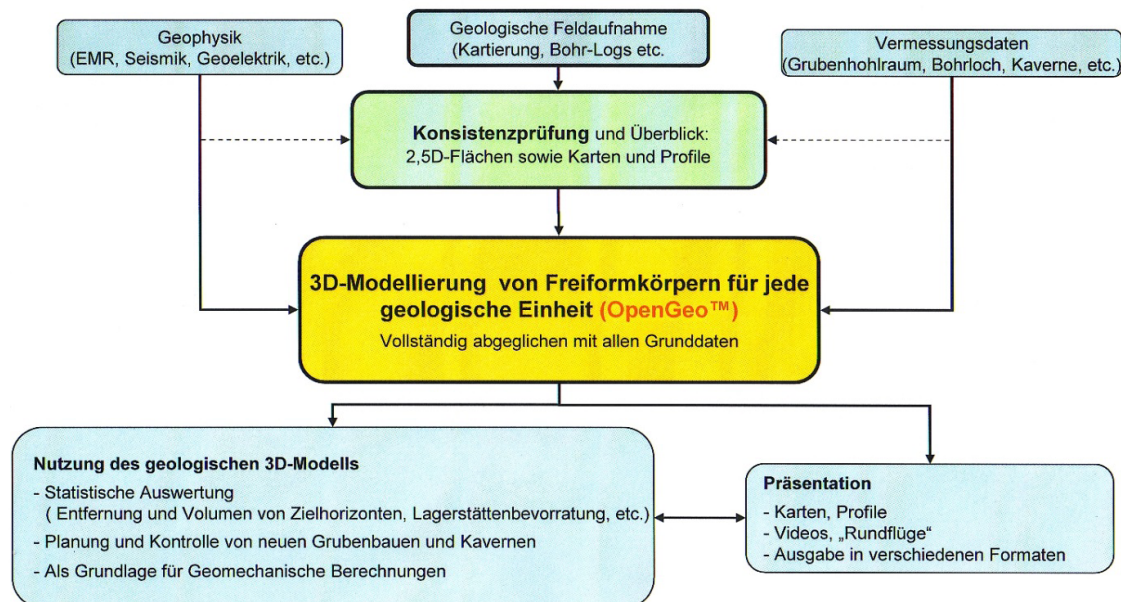 Geophysik
(EMR, Seismik, Geoelektrik, etc.)
Geologische Feldaufnahme
(Kartierung, Bohr-Logs etc.
Vermessungsdaten
(Grubenhohlraum, Bohrloch, Kaverne, etc.)
Konsistenzprüfung und Überblick:
2,5D-Flächen sowie Karten und Profile
3D-Modellierung von Freiformkörpern für jede
geologische Einheit (OpenGeo™)
Vollständig abgeglichen mit allen Grunddaten
Nutzung des geologischen 3D-Modells
- Statistische Auswertung
( Entfernung und Volumen von Zielhorizonten, Lagerstättenbevorratung, etc.)
- Planung und Kontrolle von neuen Grubenbauen und Kavernen
- Als Grundlage für Geomechanische Berechnungen
Präsentation
- Karten, Profile
- Videos, „Rundflüge“
- Ausgabe in verschiedenen Formaten